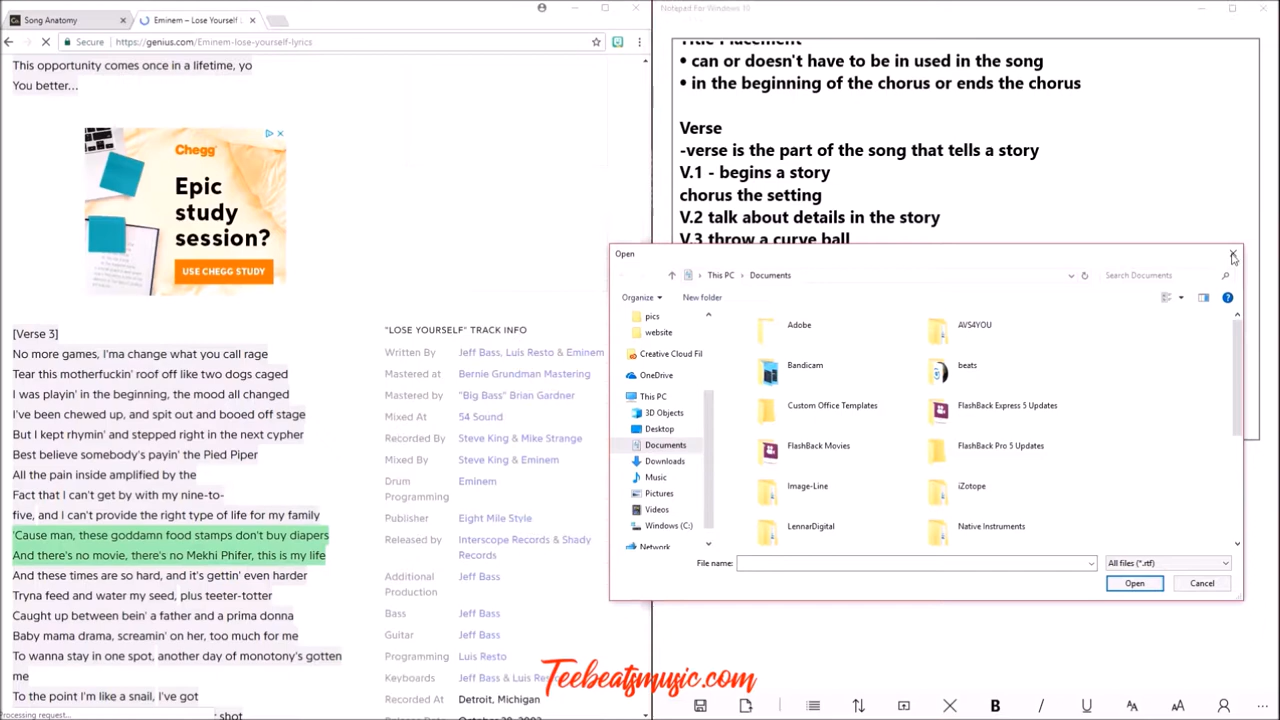 Song Anatomy
Eminem – Lose Yourself
Secure
https://genius.com/Eminem-lose-yourself-lyrics
This opportunity comes once in a lifetime, yo
You better...
Chegg
Epic
study
session?
USE CHEGG STUDY
[Verse 3]
No more games, I'ma change what you call rage
Tear this motherfuckin' roof off like two dogs caged
I was playin' in the beginning, the mood all changed
I've been chewed up, and spit out and booed off stage
But I kept rhymin' and stepped right in the next cypher
Best believe somebody's payin' the Pied Piper
All the pain inside amplified by the
Fact that I can't get by with my nine-to-
five, and I can't provide the right type of life for my family
'Cause man, these goddamn food stamps don't buy diapers
And there's no movie, there's no Mekhi Phifer, this is my life
And these times are so hard, and it's gettin' even harder
Tryna feed and water my seed, plus teeter-totter
Caught up between bein' a father and a prima donna
Baby mama drama, screamin' on her, too much for me
To wanna stay in one spot, another day of monotony's gotten
me
To the point I'm like a snail, I've got
shot
rocessing request...
"LOSE YOURSELF" TRACK INFO
Written By Jeff Bass, Luis Resto & Eminem
Mastered at Bernie Grundman Mastering
Mastered by "Big Bass" Brian Gardner
Mixed At 54 Sound
Recorded By Steve King & Mike Strange
Mixed By Steve King & Eminem
Drum Eminem
Programming
Publisher Eight Mile Style
Released by Interscope Records & Shady
Records
Additional Jeff Bass
Production
Bass Jeff Bass
Guitar Jeff Bass
Programming Luis Resto
Keyboards Jeff Bass & Luis Res
Recorded At Detroit, Michigan
Notepad For Windows 10
Title Placement
• can or doesn't have to be in used in the song
• in the beginning of the chorus or ends the chorus
Verse
-verse is the part of the song that tells a story
V.1 - begins a story
chorus the setting
V.2 talk about details in the story
V.3 throw a curve ball
Open
This PC
Documents
Search Documents
Organize
New folder
pics
website
Creative Cloud Fil
OneDrive
This PC
3D Objects
Desktop
Documents
Downloads
Music
Pictures
Videos
Windows (C:)
Network
Adobe
AVS4YOU
Bandicam
beats
Custom Office Templates
FlashBack Express 5 Updates
FlashBack Movies
FlashBack Pro 5 Updates
Image-Line
iZotope
LennarDigital
Native Instruments
File name:
All files (*.rtf)
Open
Cancel
Teebeatsmusic.com
B
I
U